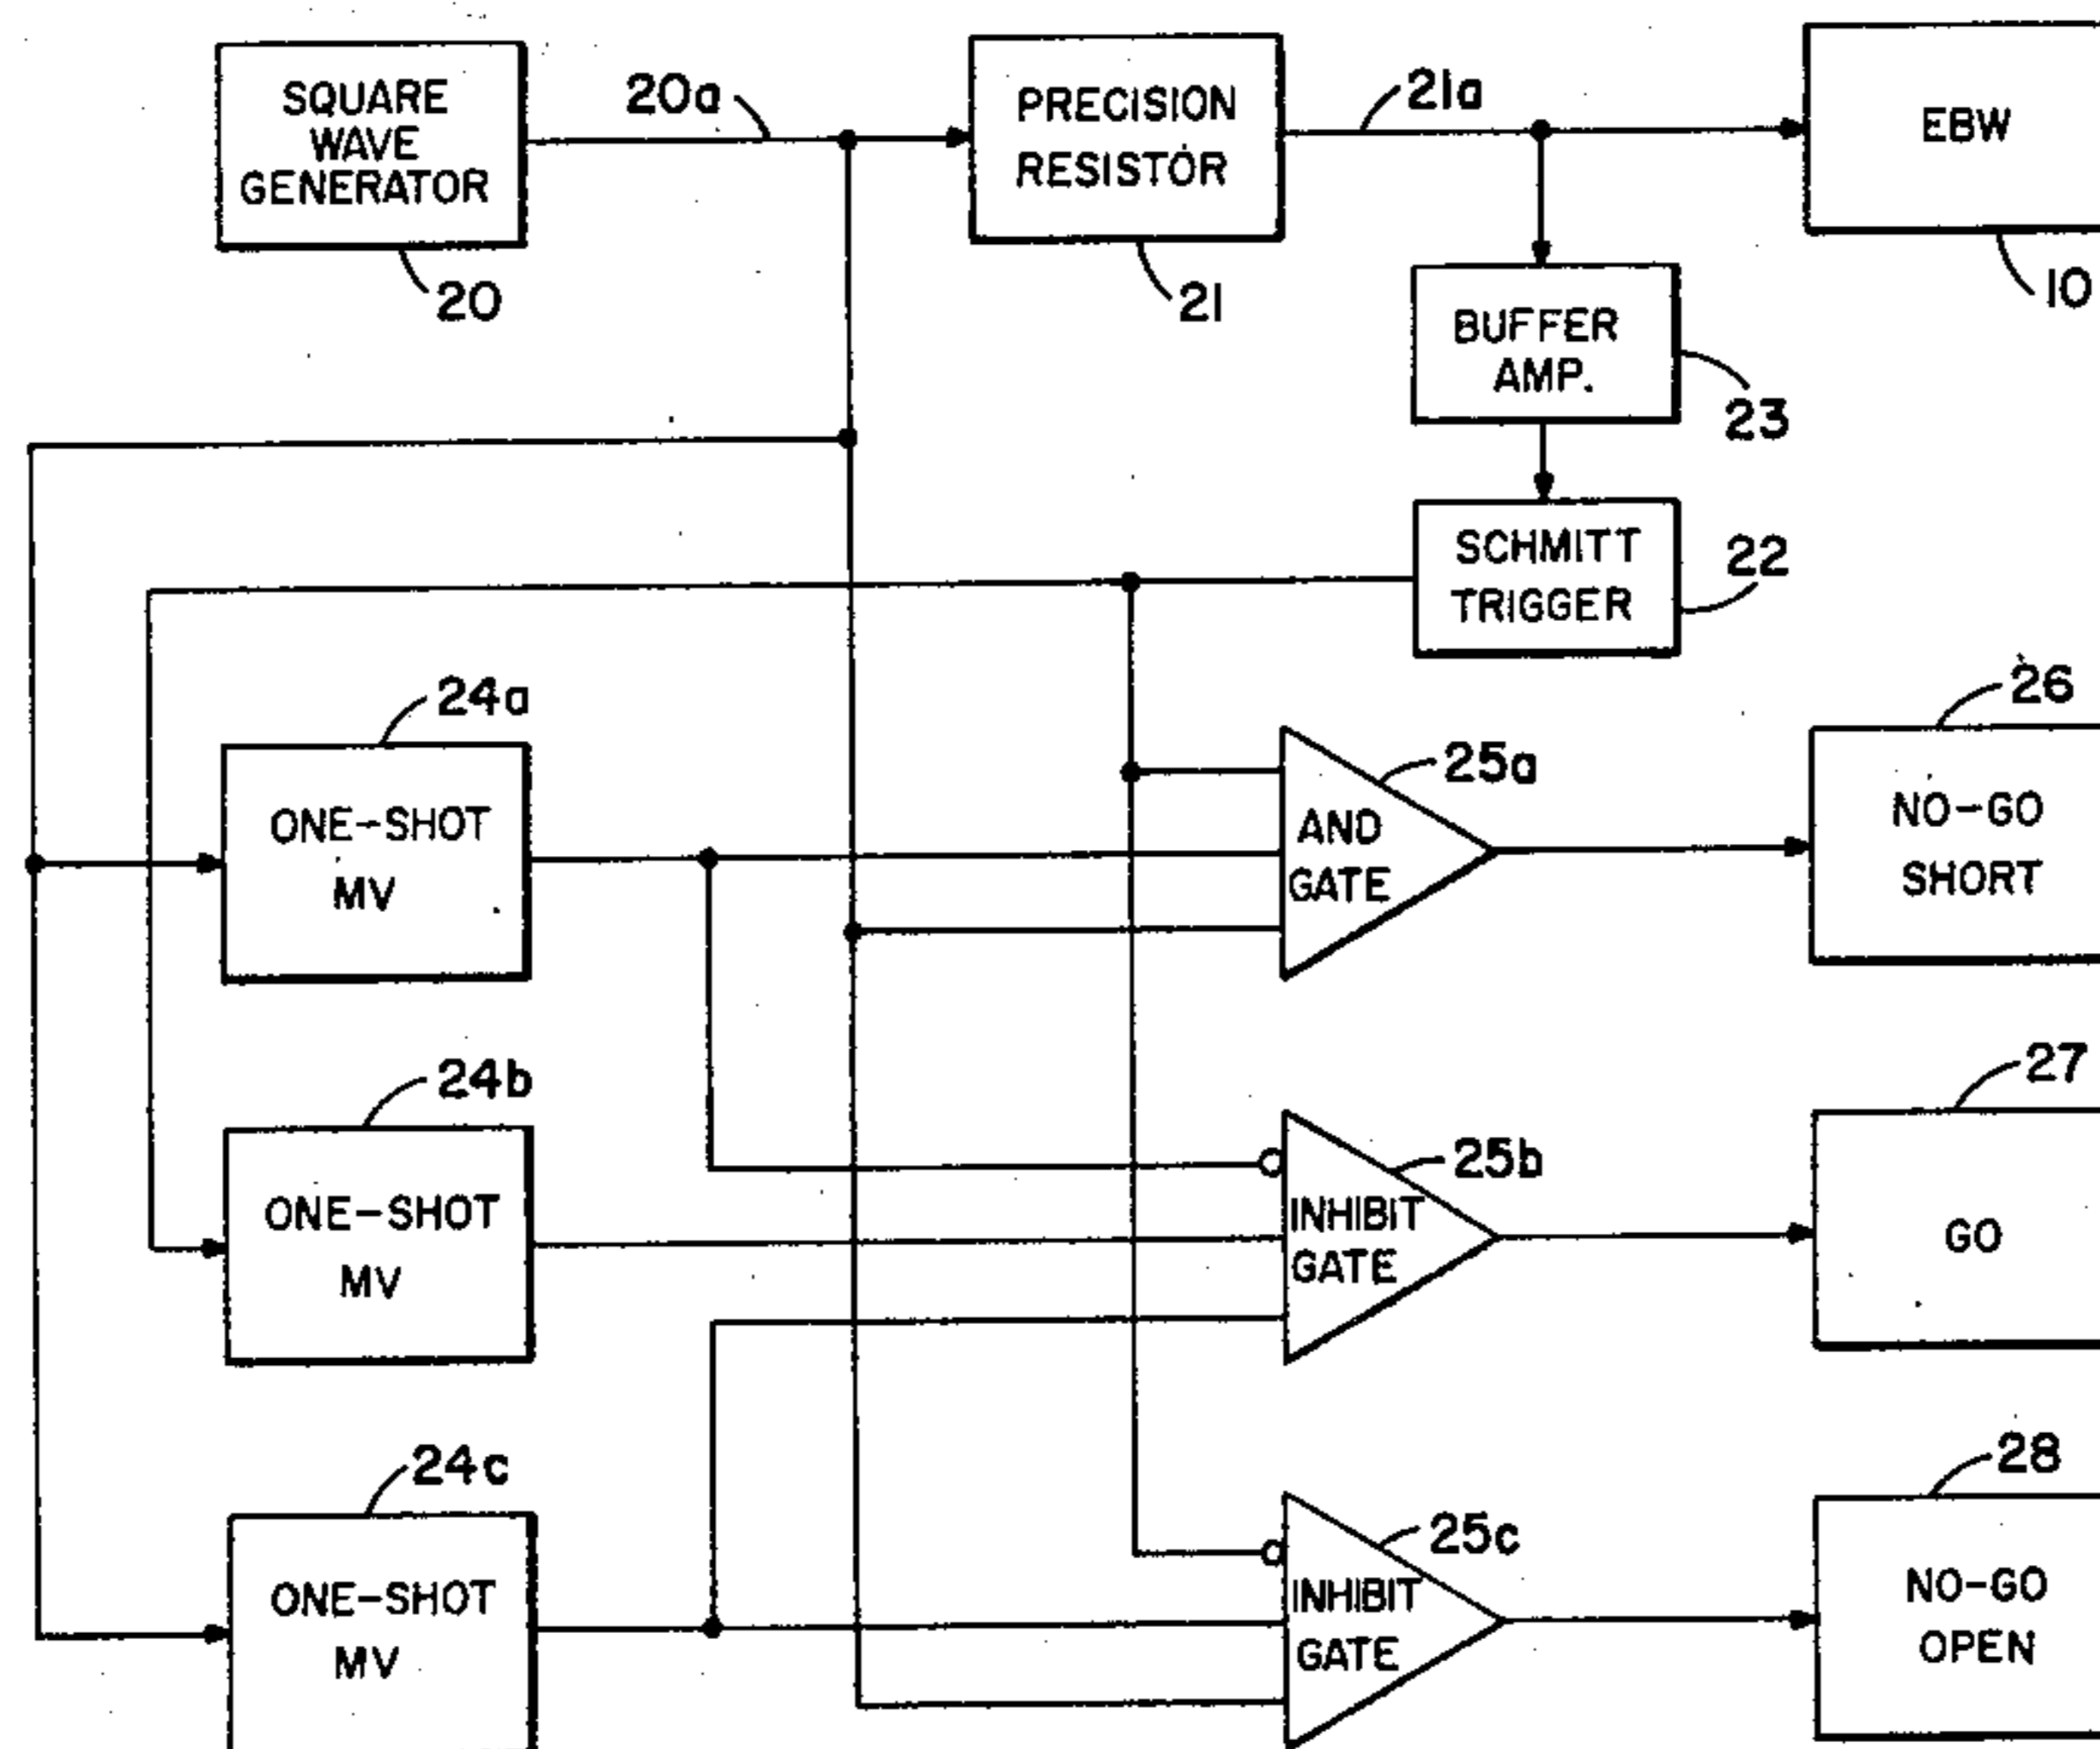 SQUARE
WAVE
GENERATOR
20
20a
PRECISION
RESISTOR
21
21a
EBW
10
BUFFER
AMP.
23
SCHMITT
TRIGGER
22
24a
ONE-SHOT
MV
25a
AND
GATE
26
NO-GO
SHORT
24b
ONE-SHOT
MV
25b
INHIBIT
GATE
27
GO
24c
ONE-SHOT
MV
25c
INHIBIT
GATE
28
NO-GO
OPEN